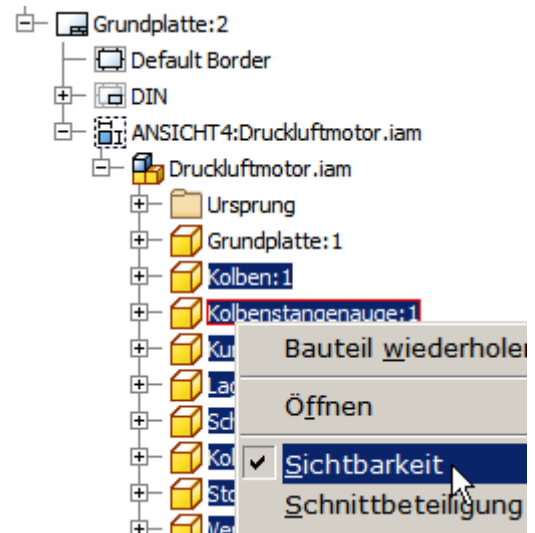 Grundplatte:2
Default Border
DIN
ANSICHT4:Druckluftmotor.iam
Druckluftmotor.iam
Ursprung
Grundplatte:1
Kolben:1
Kolbenstangenauge:1
Bauteil wiederholen
Öffnen
Sichtbarkeit
Schnittbeteiligung